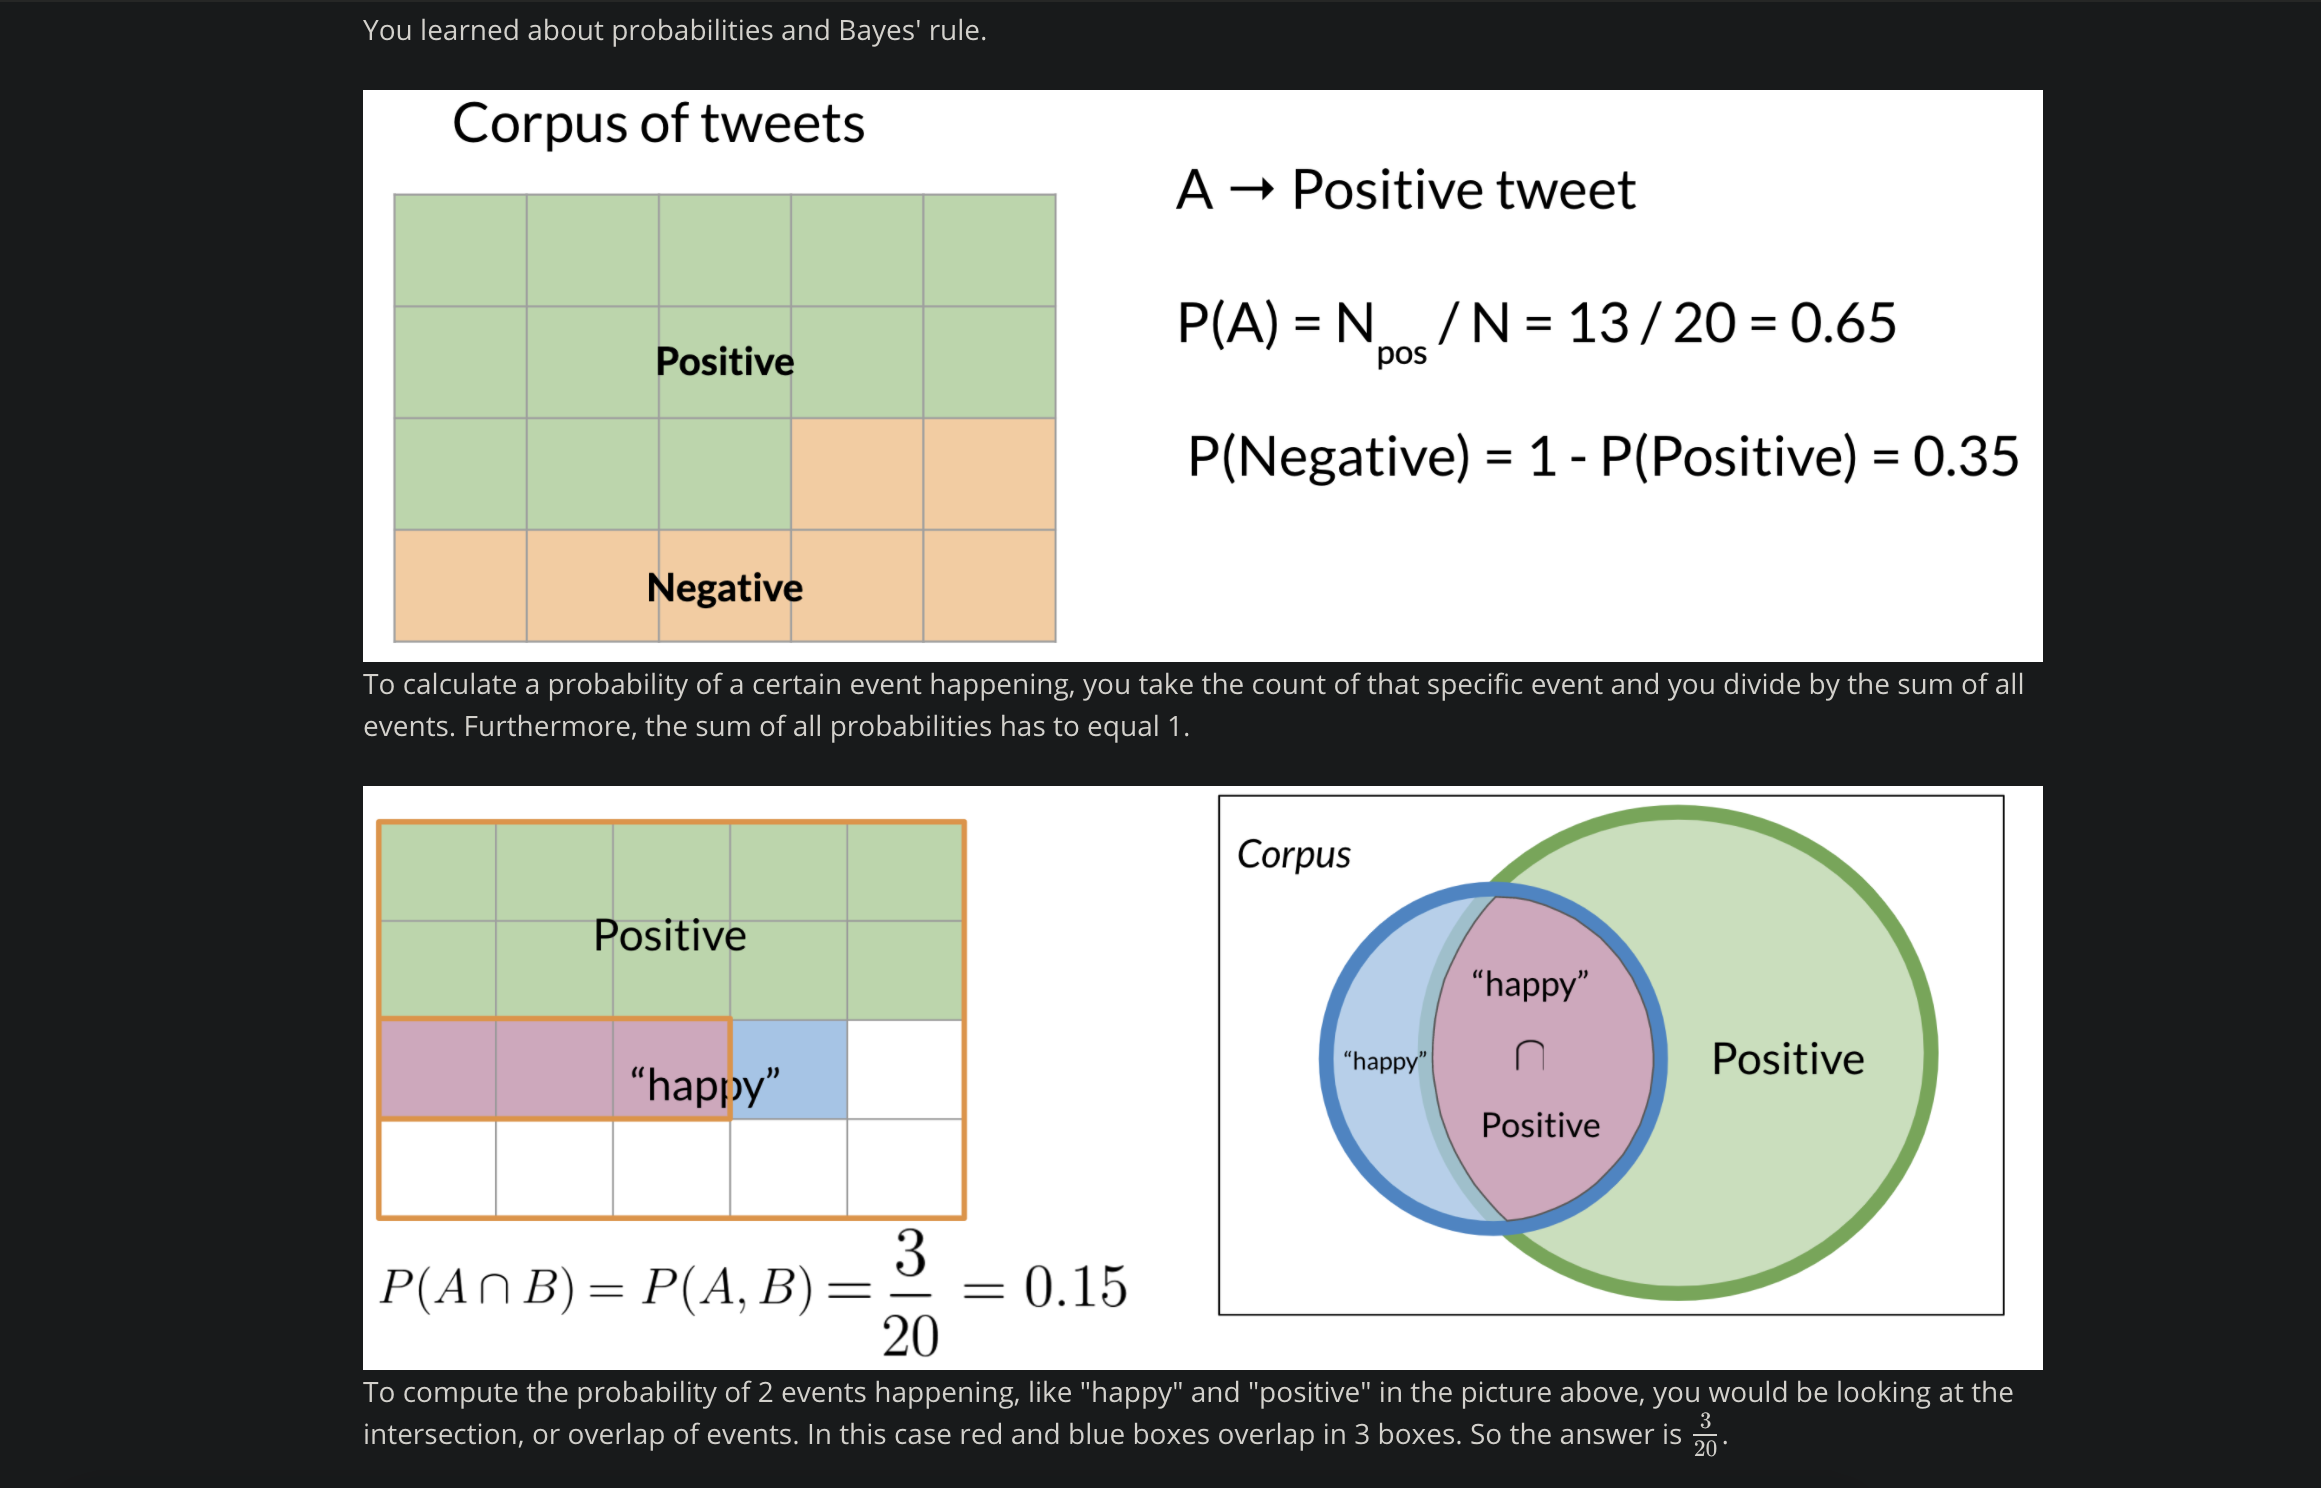 You learned about probabilities and Bayes' rule.
Corpus of tweets
Positive
Negative
A → Positive tweet
P(A) = N_pos / N = 13 / 20 = 0.65
P(Negative) = 1 - P(Positive) = 0.35
To calculate a probability of a certain event happening, you take the count of that specific event and you divide by the sum of all
events. Furthermore, the sum of all probabilities has to equal 1.
Positive
“happy”
P(A ∩ B) = P(A, B) = 3/20 = 0.15
Corpus
“happy”
“happy”
∩
Positive
Positive
To compute the probability of 2 events happening, like "happy" and "positive" in the picture above, you would be looking at the
intersection, or overlap of events. In this case red and blue boxes overlap in 3 boxes. So the answer is 3/20.